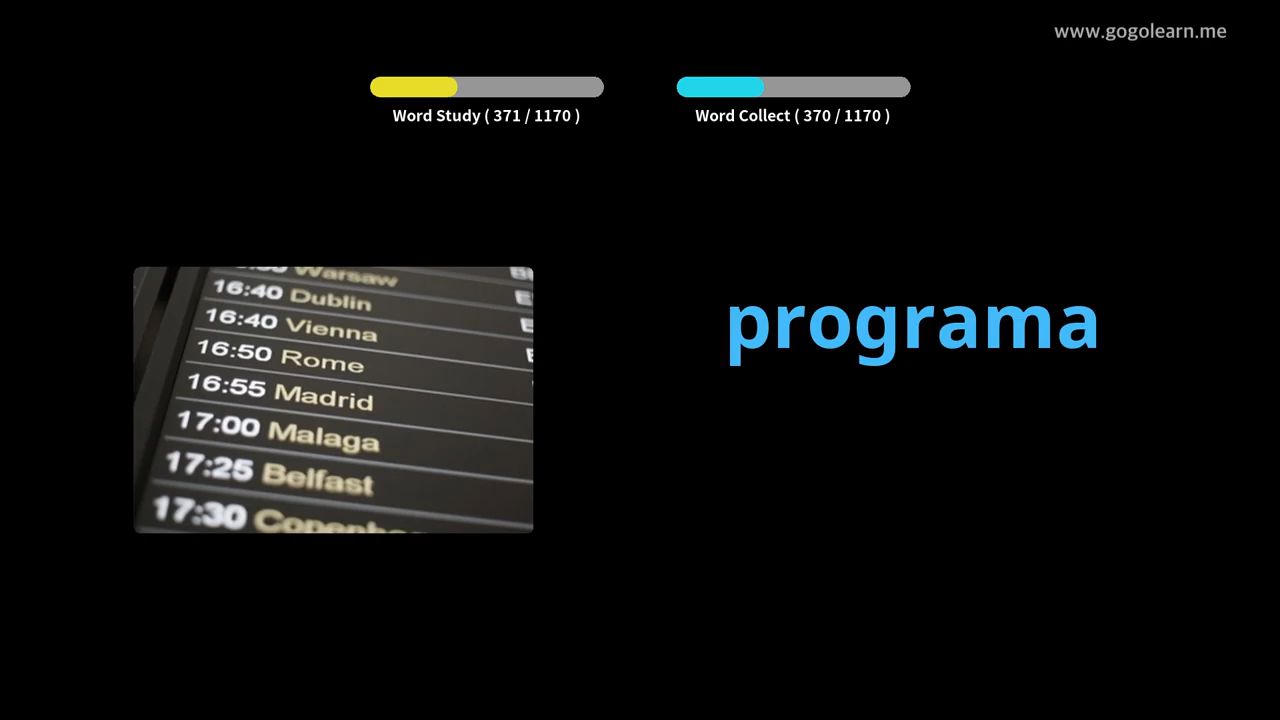 www.gogolearn.me
Word Study ( 371 / 1170 )
Word Collect ( 370 / 1170 )
programa
Warsaw
16:40 Dublin
16:40 Vienna
16:50 Rome
16:55 Madrid
17:00 Malaga
17:25 Belfast
17:30